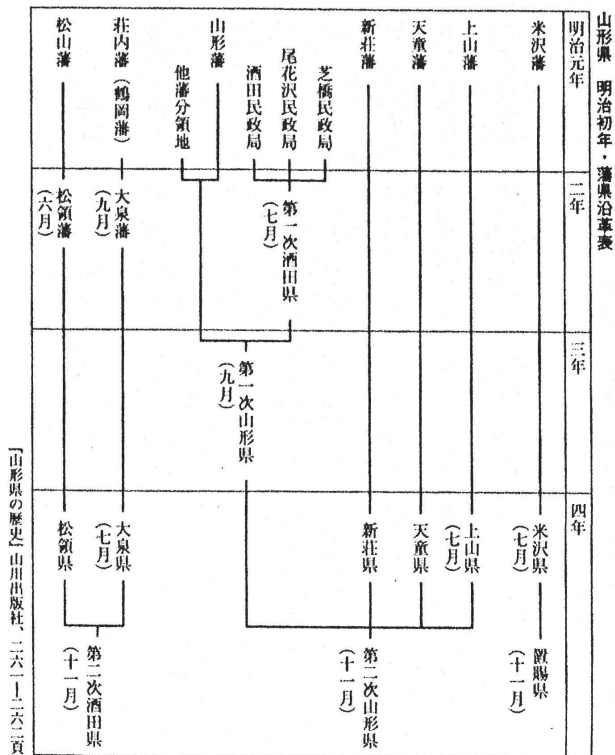 山形県　明治初年・藩県沿革表
明治元年
二年
三年
四年
米沢藩
米沢県
(七月)
置賜県
(十一月)
上山藩
上山県
(七月)
天童藩
天童県
新荘藩
新荘県
第二次山形県
(十一月)
芝橋民政局
尾花沢民政局
酒田民政局
第一次酒田県
(七月)
山形藩
他藩分領地
第一次山形県
(九月)
荘内藩(鶴岡藩)
大泉藩
(九月)
大泉県
(七月)
松山藩
松嶺藩
(六月)
松嶺県
第二次酒田県
(十一月)
『山形県の歴史』山川出版社、二六一―二六二頁